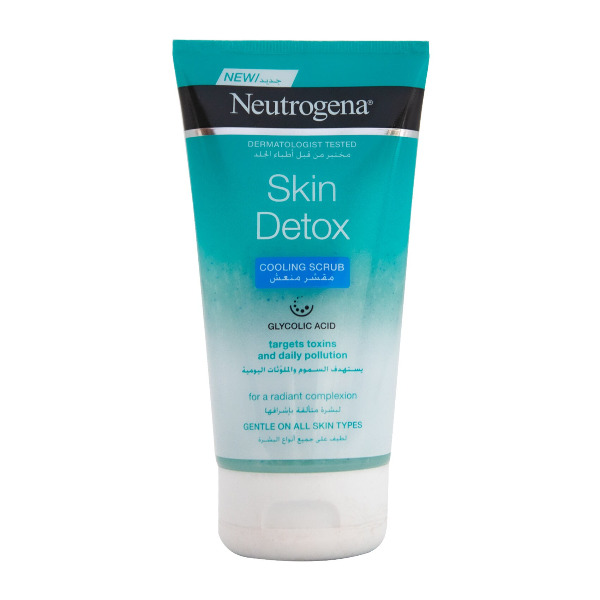 NEW/جديد
Neutrogena®
DERMATOLOGIST TESTED
مختبر من قبل أطباء الجلد
Skin
Detox
COOLING SCRUB
مقشر منعش
GLYCOLIC ACID
targets toxins
and daily pollution
يستهدف السموم والملوّثات اليومية
for a radiant complexion
لبشرة متألقة بإشراقها
GENTLE ON ALL SKIN TYPES
لطيف على جميع أنواع البشرة